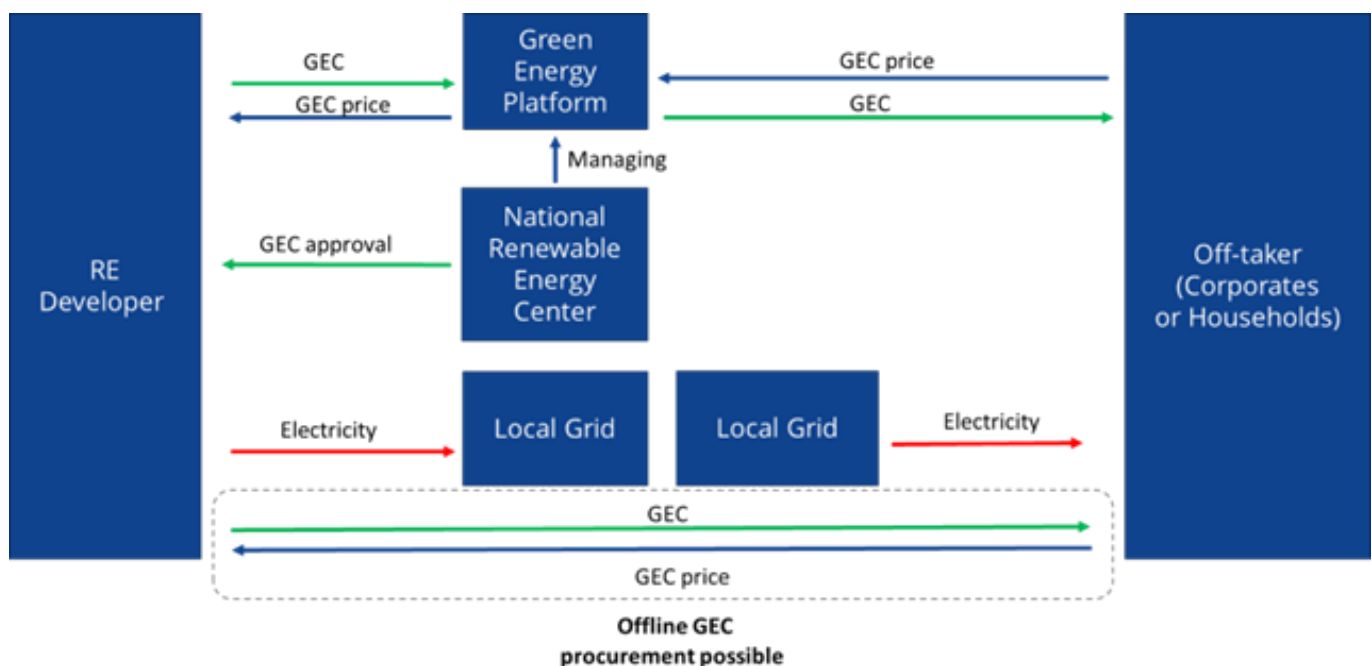 Green
Energy
Platform
GEC
GEC price
GEC price
GEC
Managing
National
Renewable
Energy
Center
GEC approval
RE
Developer
Off-taker
(Corporates
or Households)
Electricity
Local Grid
Local Grid
Electricity
GEC
GEC price
Offline GEC
procurement possible